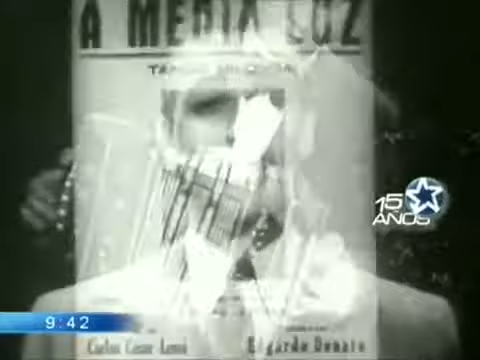 A MEDIA LUZ
15
AÑOS
9:42
Carlos Cesar Lenzi
Edgardo Donato